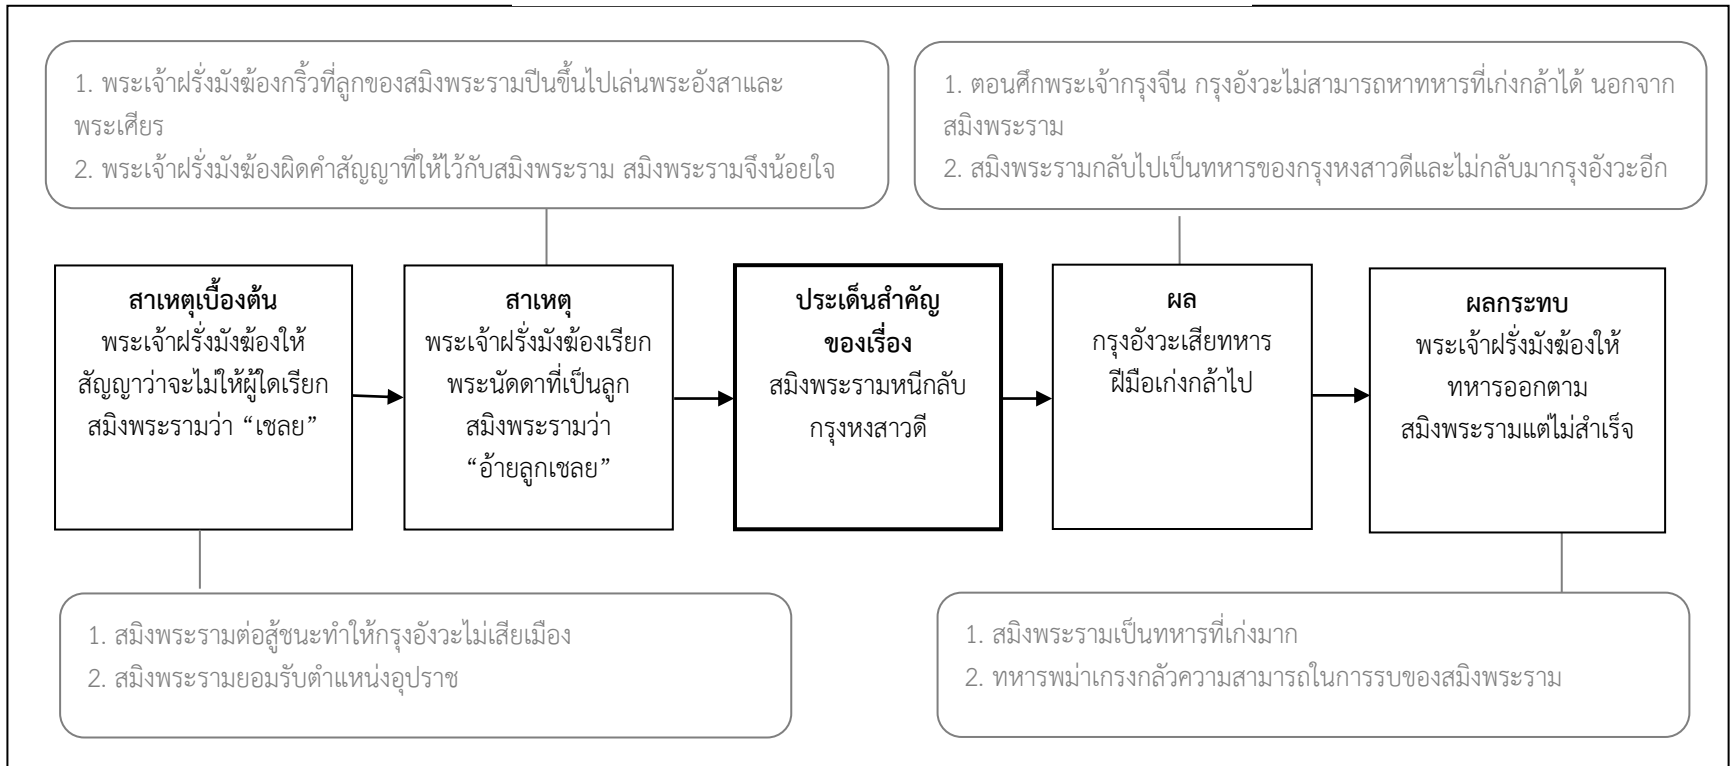 1. พระเจ้าฝรั่งมังฆ้องกริ้วที่ลูกของสมิงพระรามปีนขึ้นไปเล่นพระอังสาและ
พระเศียร
2. พระเจ้าฝรั่งมังฆ้องผิดคำสัญญาที่ให้ไว้กับสมิงพระราม สมิงพระรามจึงน้อยใจ
1. ตอนศึกพระเจ้ากรุงจีน กรุงอังวะไม่สามารถหาทหารที่เก่งกล้าได้ นอกจาก
สมิงพระราม
2. สมิงพระรามกลับไปเป็นทหารของกรุงหงสาวดีและไม่กลับมากรุงอังวะอีก
สาเหตุเบื้องต้น
พระเจ้าฝรั่งมังฆ้องให้
สัญญาว่าจะไม่ให้ผู้ใดเรียก
สมิงพระรามว่า “เชลย”
สาเหตุ
พระเจ้าฝรั่งมังฆ้องเรียก
พระนัดดาที่เป็นลูก
สมิงพระรามว่า
“อ้ายลูกเชลย”
ประเด็นสำคัญ
ของเรื่อง
สมิงพระรามหนีกลับ
กรุงหงสาวดี
ผล
กรุงอังวะเสียทหาร
ฝีมือเก่งกล้าไป
ผลกระทบ
พระเจ้าฝรั่งมังฆ้องให้
ทหารออกตาม
สมิงพระรามแต่ไม่สำเร็จ
1. สมิงพระรามต่อสู้ชนะทำให้กรุงอังวะไม่เสียเมือง
2. สมิงพระรามยอมรับตำแหน่งอุปราช
1. สมิงพระรามเป็นทหารที่เก่งมาก
2. ทหารพม่าเกรงกลัวความสามารถในการรบของสมิงพระราม